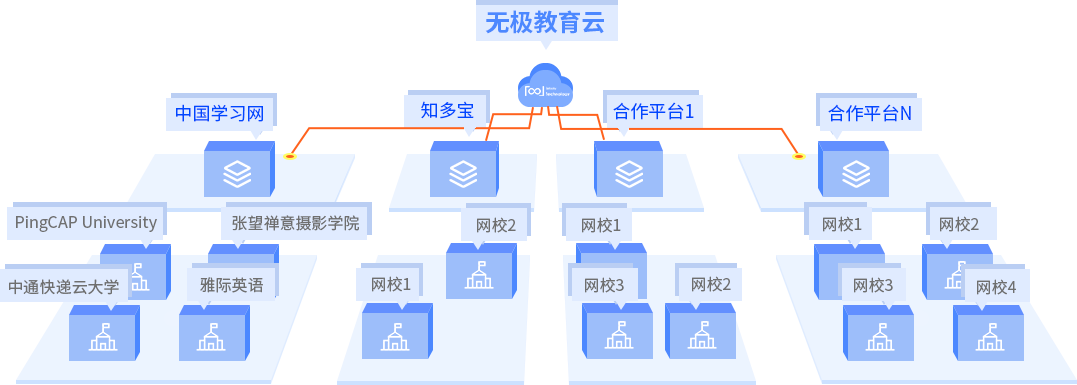 无极教育云
中国学习网
知多宝
合作平台1
合作平台N
PingCAP University
张望禅意摄影学院
网校2
网校1
网校1
网校2
中通快递云大学
雅际英语
网校1
网校3
网校2
网校3
网校4